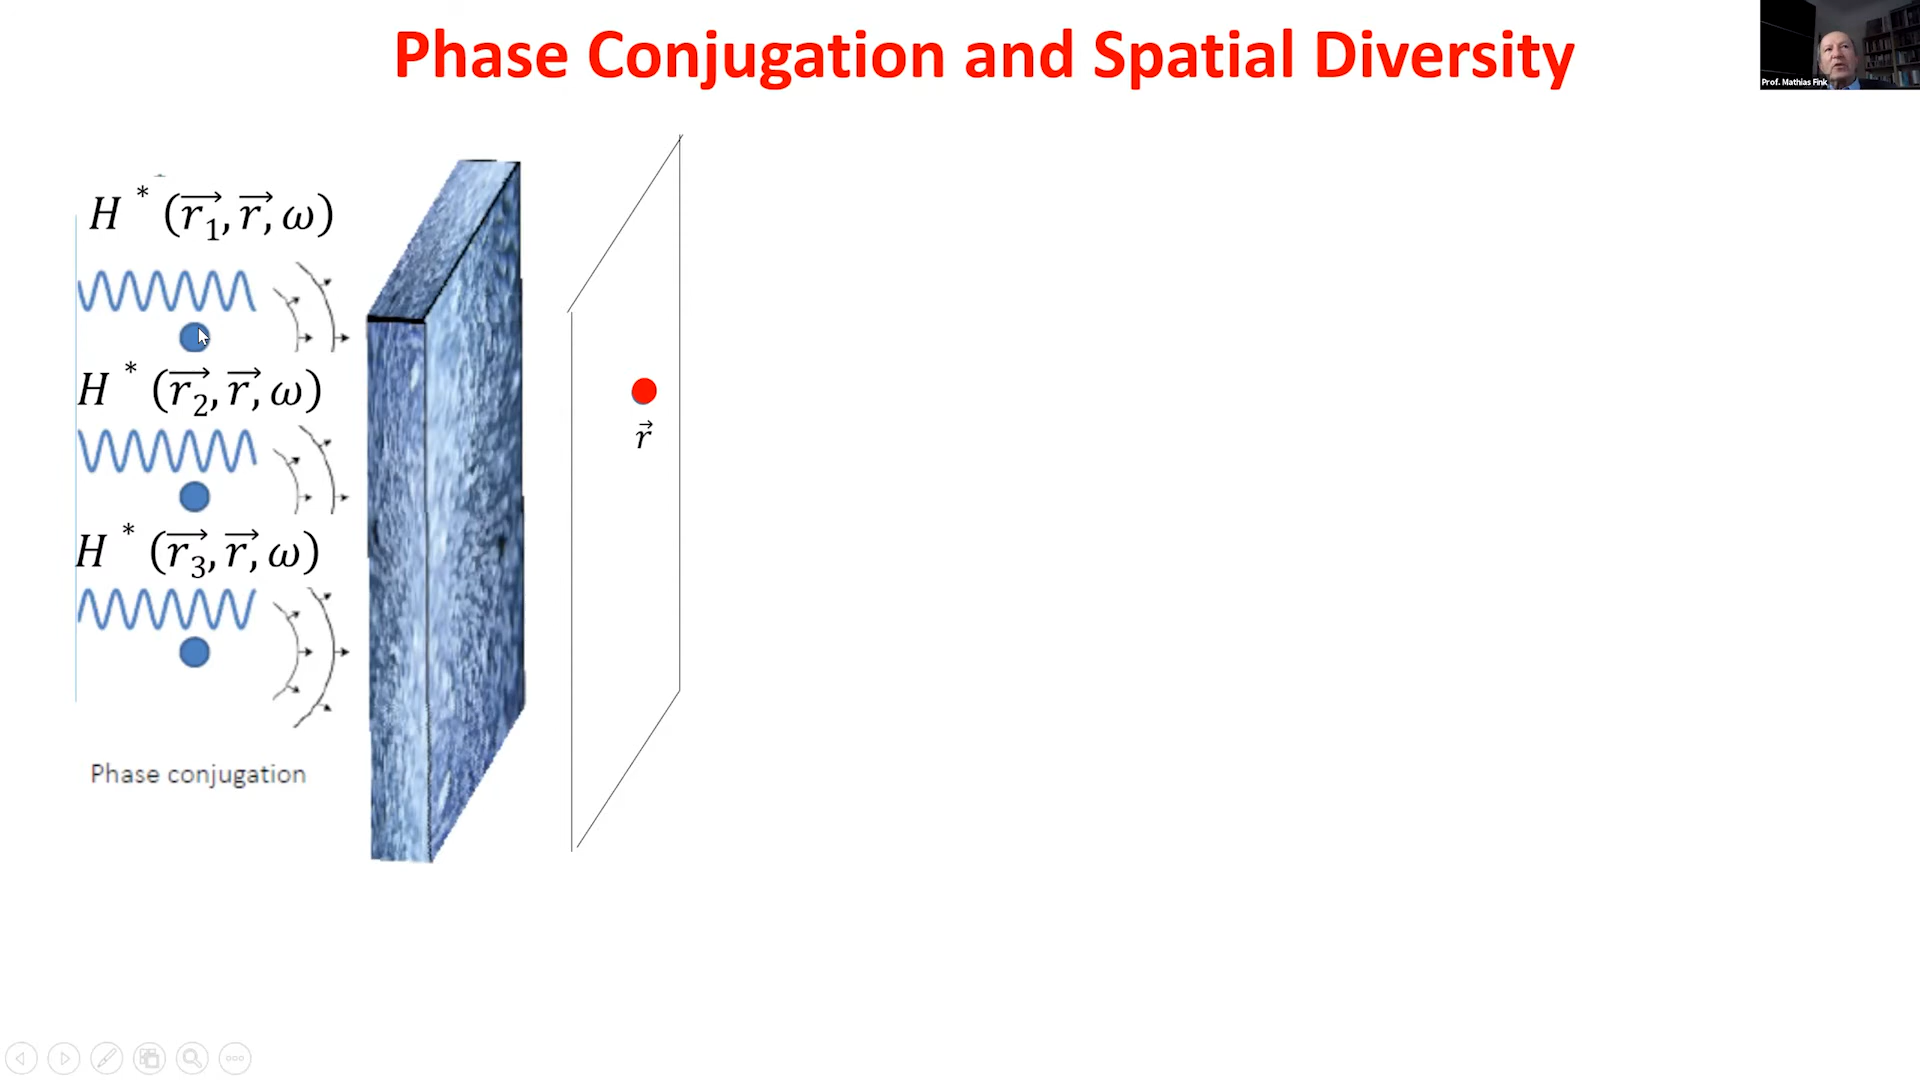 Phase Conjugation and Spatial Diversity
Prof. Mathias Fink
H * (r₁⃗, r⃗, ω)
H * (r₂⃗, r⃗, ω)
H * (r₃⃗, r⃗, ω)
r⃗
Phase conjugation